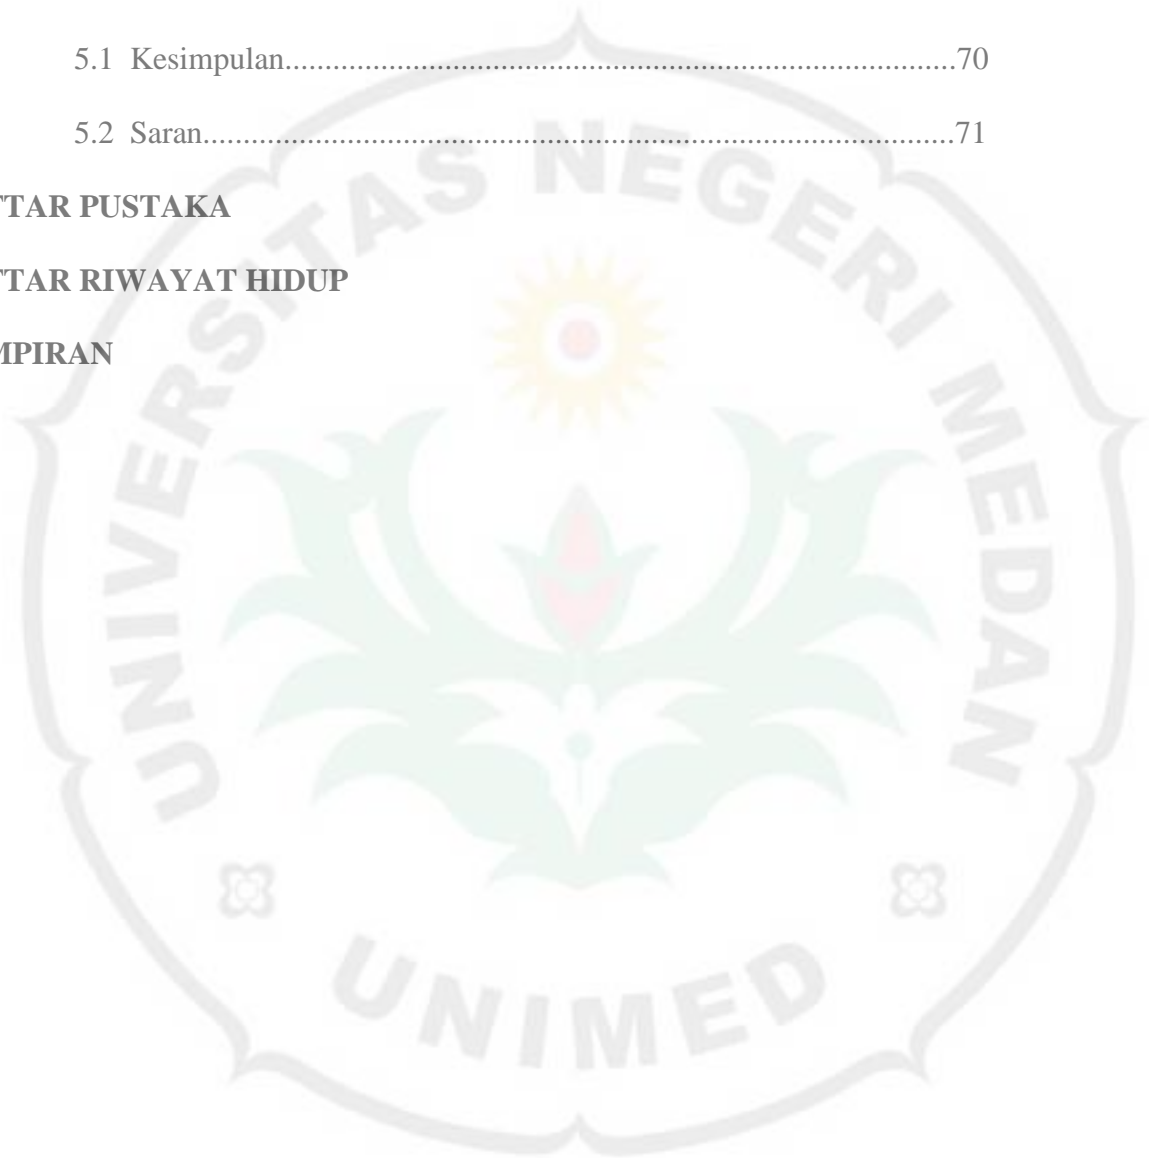 5.1 Kesimpulan....................................................................................70
5.2 Saran..............................................................................................71
TAR PUSTAKA
TAR RIWAYAT HIDUP
MPIRAN
UNIVERSITAS NEGERI MEDAN
UNIMED